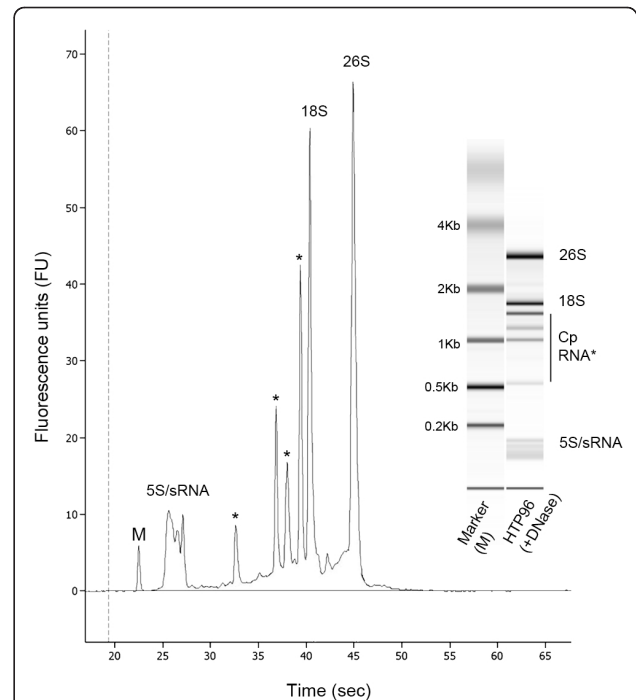 70
60
50
40
30
20
10
0
Fluorescence units (FU)
M
5S/sRNA
*
*
*
*
18S
26S
20 25 30 35 40 45 50 55 60 65
Time (sec)
4Kb
2Kb
1Kb
0.5Kb
0.2Kb
26S
18S
Cp
RNA*
5S/sRNA
Marker
(M)
HTP96
(+DNase)